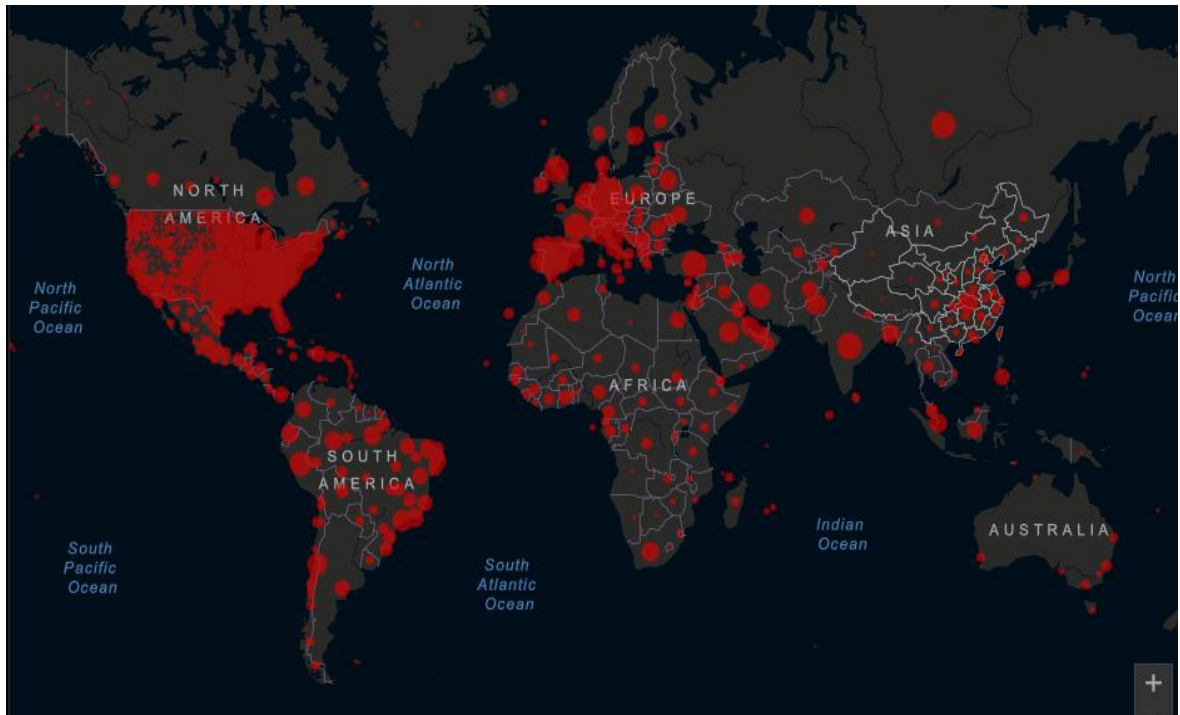 NORTH
AMERICA
EUROPE
ASIA
North
Pacific
Ocean
North
Atlantic
Ocean
North
Pacific
Ocean
AFRICA
SOUTH
AMERICA
Indian
Ocean
AUSTRALIA
South
Pacific
Ocean
South
Atlantic
Ocean
+